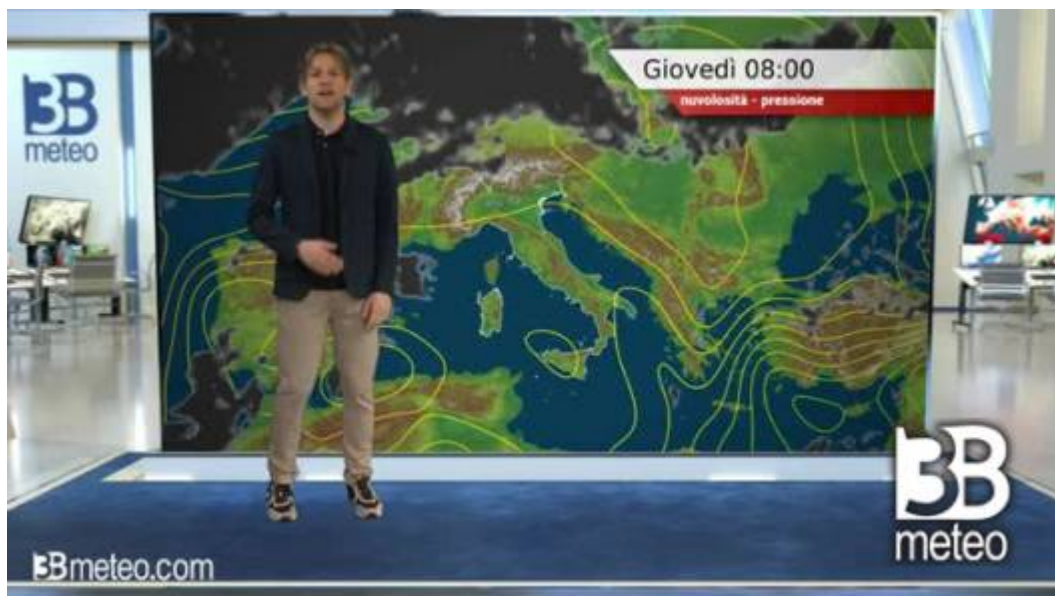 3B
meteo
Giovedì 08:00
nuvolosità - pressione
3B
meteo
3Bmeteo.com